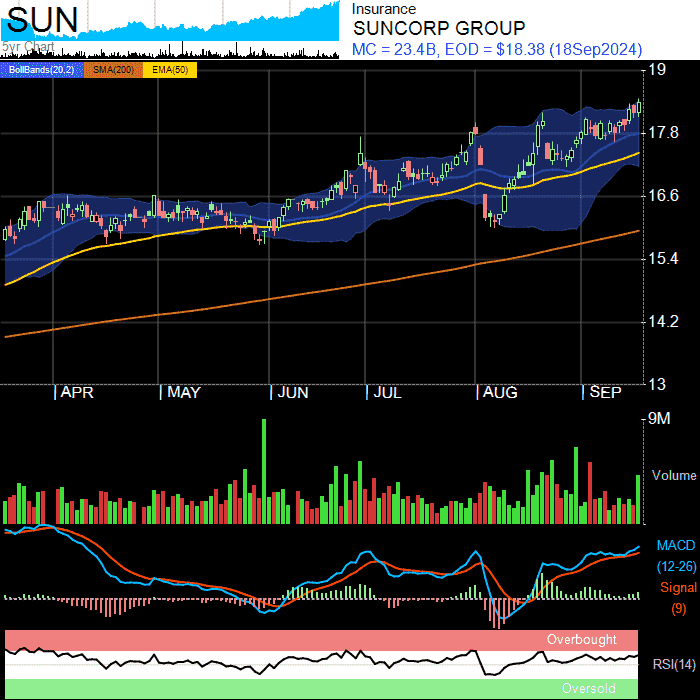 SUN
5yr Chart
Insurance
SUNCORP GROUP
MC = 23.4B, EOD = $18.38 (18Sep2024)
BollBands(20,2) SMA(200) EMA(50)
19
17.8
16.6
15.4
14.2
13
APR MAY JUN JUL AUG SEP
9M
Volume
MACD
(12-26)
Signal
(9)
Overbought
RSI(14)
Oversold